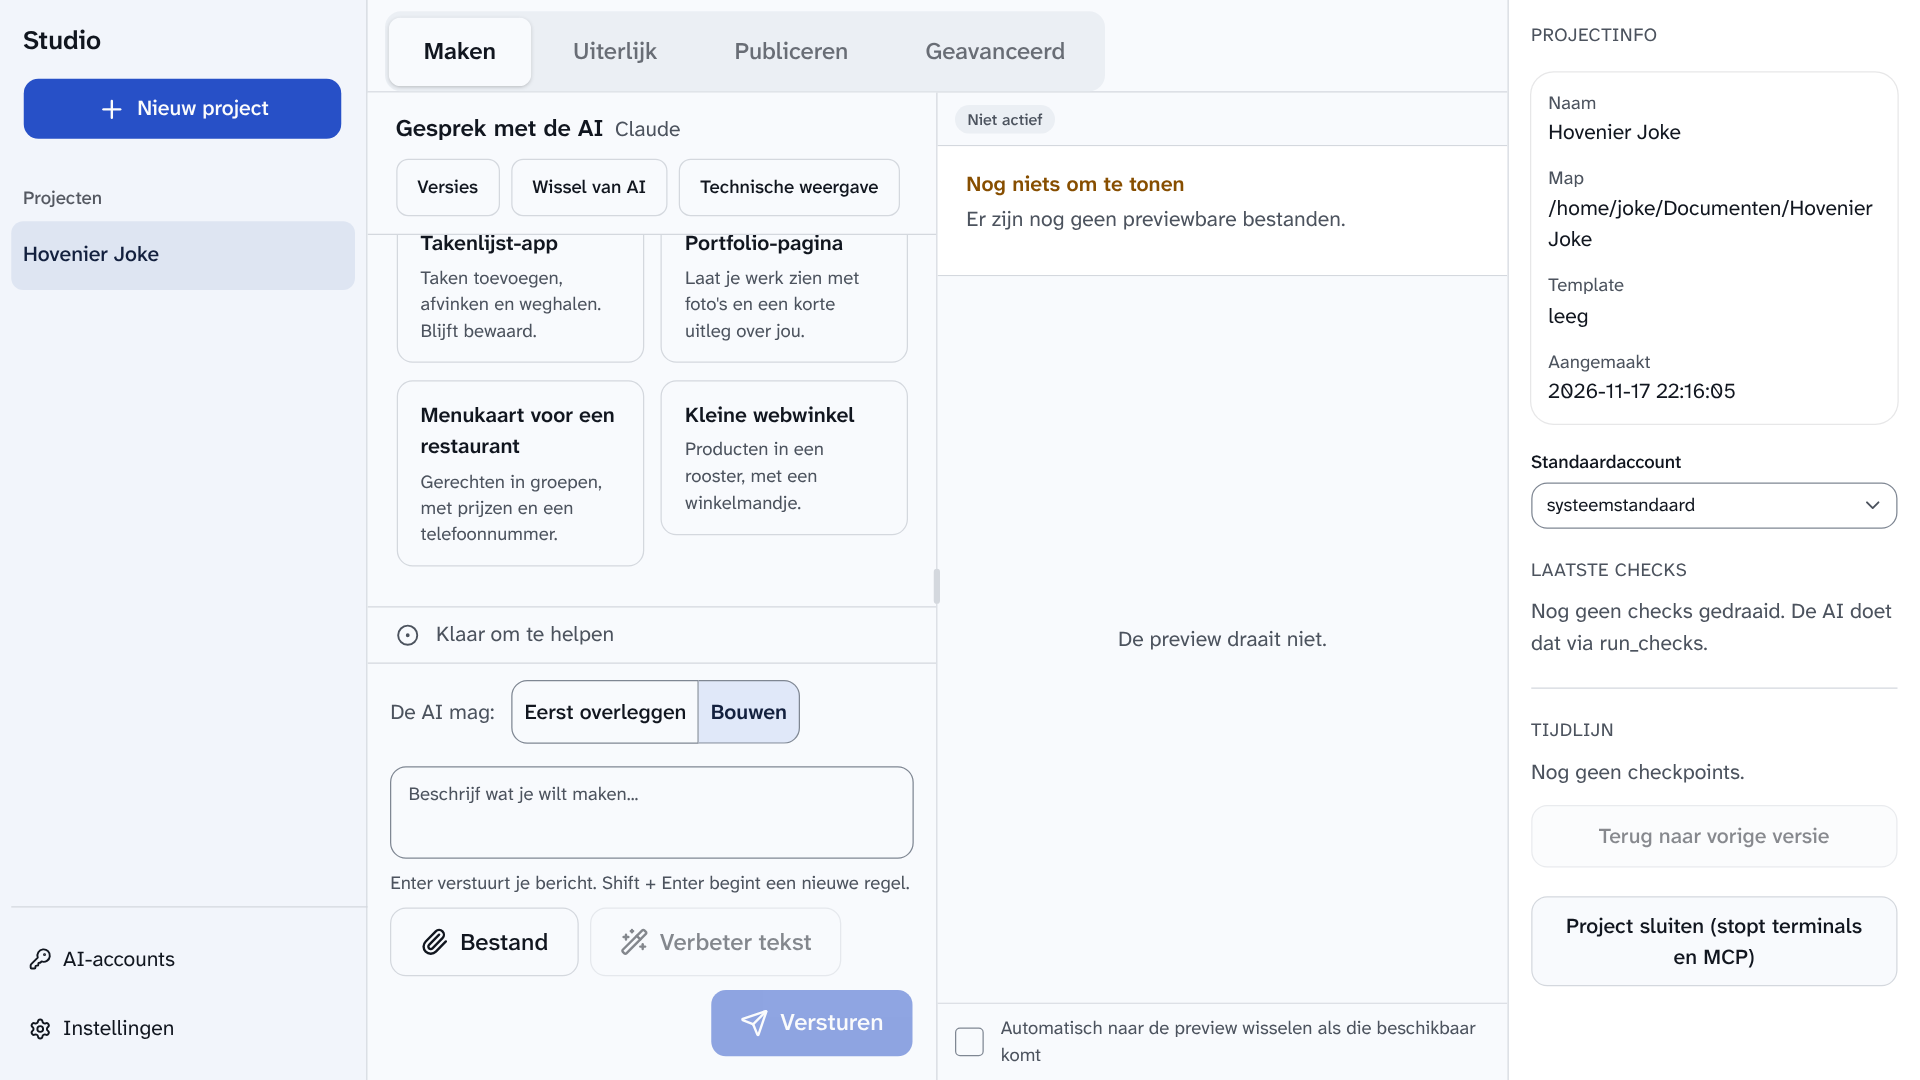 Studio
Nieuw project
Projecten
Hovenier Joke
AI-accounts
Instellingen
Maken
Uiterlijk
Publiceren
Geavanceerd
Gesprek met de AI Claude
Versies
Wissel van AI
Technische weergave
Takenlijst-app
Taken toevoegen,
afvinken en weghalen.
Blijft bewaard.
Portfolio-pagina
Laat je werk zien met
foto's en een korte
uitleg over jou.
Menukaart voor een
restaurant
Gerechten in groepen,
met prijzen en een
telefoonnummer.
Kleine webwinkel
Producten in een
rooster, met een
winkelmandje.
Klaar om te helpen
De AI mag:
Eerst overleggen
Bouwen
Beschrijf wat je wilt maken...
Enter verstuurt je bericht. Shift + Enter begint een nieuwe regel.
Bestand
Verbeter tekst
Versturen
Niet actief
Nog niets om te tonen
Er zijn nog geen previewbare bestanden.
De preview draait niet.
Automatisch naar de preview wisselen als die beschikbaar
komt
PROJECTINFO
Naam
Hovenier Joke
Map
/home/joke/Documenten/Hovenier
Joke
Template
leeg
Aangemaakt
2026-11-17 22:16:05
Standaardaccount
systeemstandaard
LAATSTE CHECKS
Nog geen checks gedraaid. De AI doet
dat via run_checks.
TIJDLIJN
Nog geen checkpoints.
Terug naar vorige versie
Project sluiten (stopt terminals
en MCP)